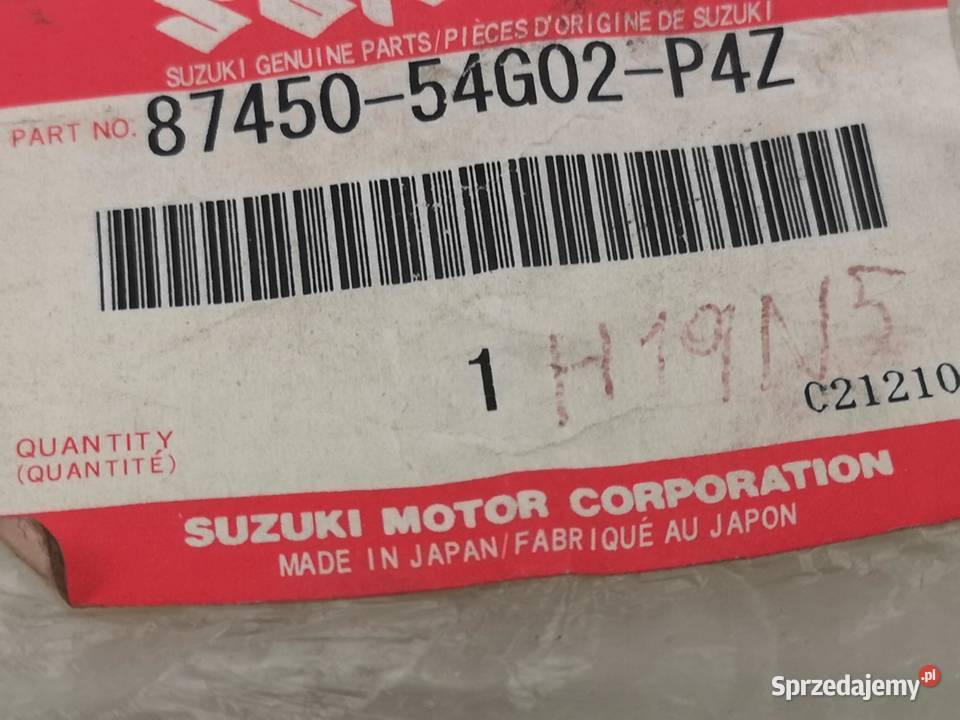 SUZUKI GENUINE PARTS/PIÈCES D'ORIGINE DE SUZUKI
PART NO. 87450-54G02-P4Z
1 H19N5
C21210
QUANTITY
(QUANTITÉ)
SUZUKI MOTOR CORPORATION
MADE IN JAPAN/FABRIQUÉ AU JAPON
Sprzedajemy.pl